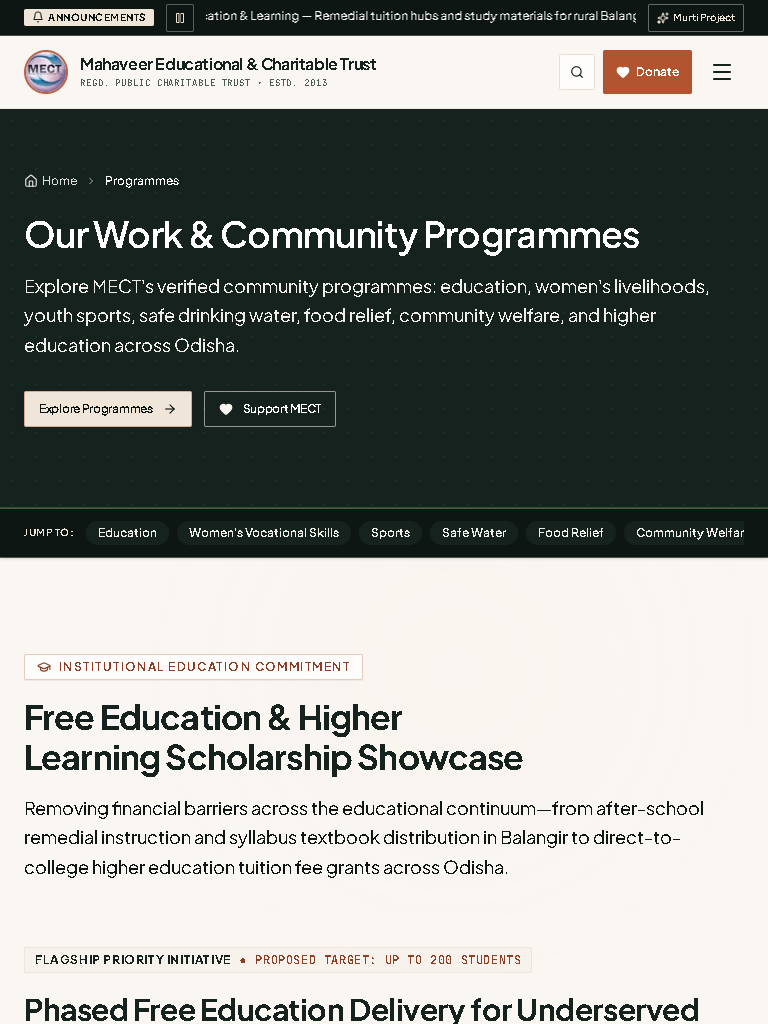 ANNOUNCEMENTS
& Learning — Remedial tuition hubs and study materials for rural
Murti Project
MECT
Mahaveer Educational & Charitable Trust
REGD. PUBLIC CHARITABLE TRUST • ESTD. 2013
Donate
Home > Programmes
Our Work & Community Programmes
Explore MECT's verified community programmes: education, women's livelihoods,
youth sports, safe drinking water, food relief, community welfare, and higher
education across Odisha.
Explore Programmes →
Support MECT
JUMP TO: Education Women's Vocational Skills Sports Safe Water Food Relief Community
INSTITUTIONAL EDUCATION COMMITMENT
Free Education & Higher
Learning Scholarship Showcase
Removing financial barriers across the educational continuum—from after-school
remedial instruction and syllabus textbook distribution in Balangir to direct-to-
college higher education tuition fee grants across Odisha.
FLAGSHIP PRIORITY INITIATIVE • PROPOSED TARGET: UP TO 200 STUDENTS
Phased Free Education Delivery for Underserved